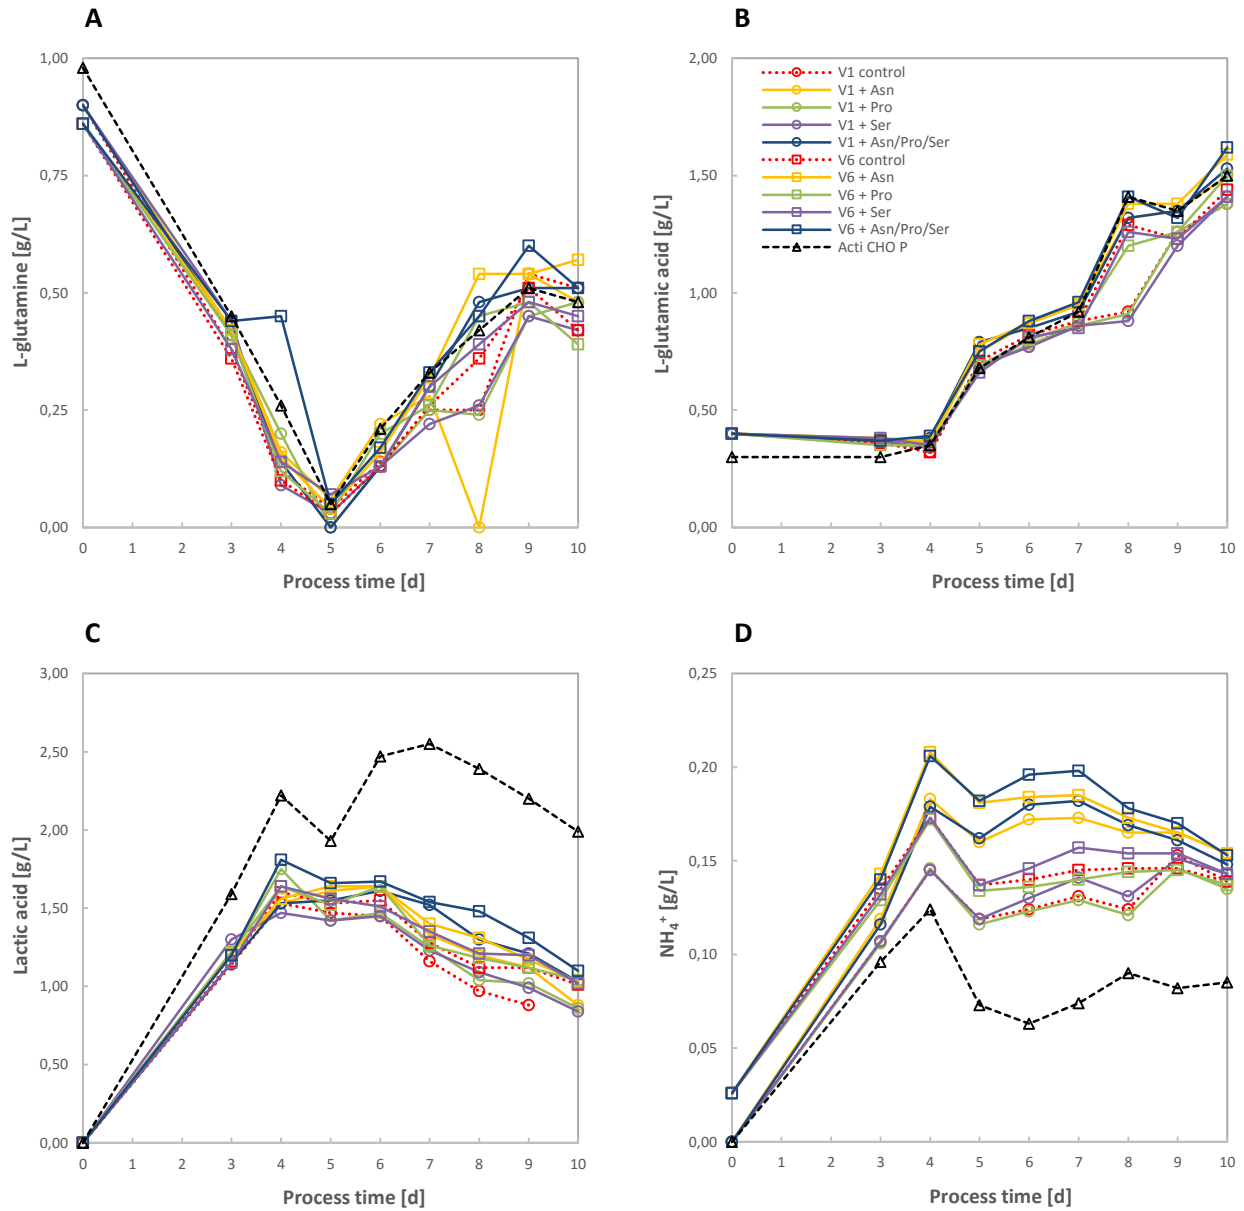 A
1,00
0,75
0,50
0,25
0,00
L-glutamine [g/L]
0 1 2 3 4 5 6 7 8 9 10
Process time [d]
B
2,00
1,50
1,00
0,50
0,00
L-glutamic acid [g/L]
V1 control
V1 + Asn
V1 + Pro
V1 + Ser
V1 + Asn/Pro/Ser
V6 control
V6 + Asn
V6 + Pro
V6 + Ser
V6 + Asn/Pro/Ser
Acti CHO P
0 1 2 3 4 5 6 7 8 9 10
Process time [d]
C
3,00
2,50
2,00
1,50
1,00
0,50
0,00
Lactic acid [g/L]
0 1 2 3 4 5 6 7 8 9 10
Process time [d]
D
0,25
0,20
0,15
0,10
0,05
0,00
NH₄⁺ [g/L]
0 1 2 3 4 5 6 7 8 9 10
Process time [d]